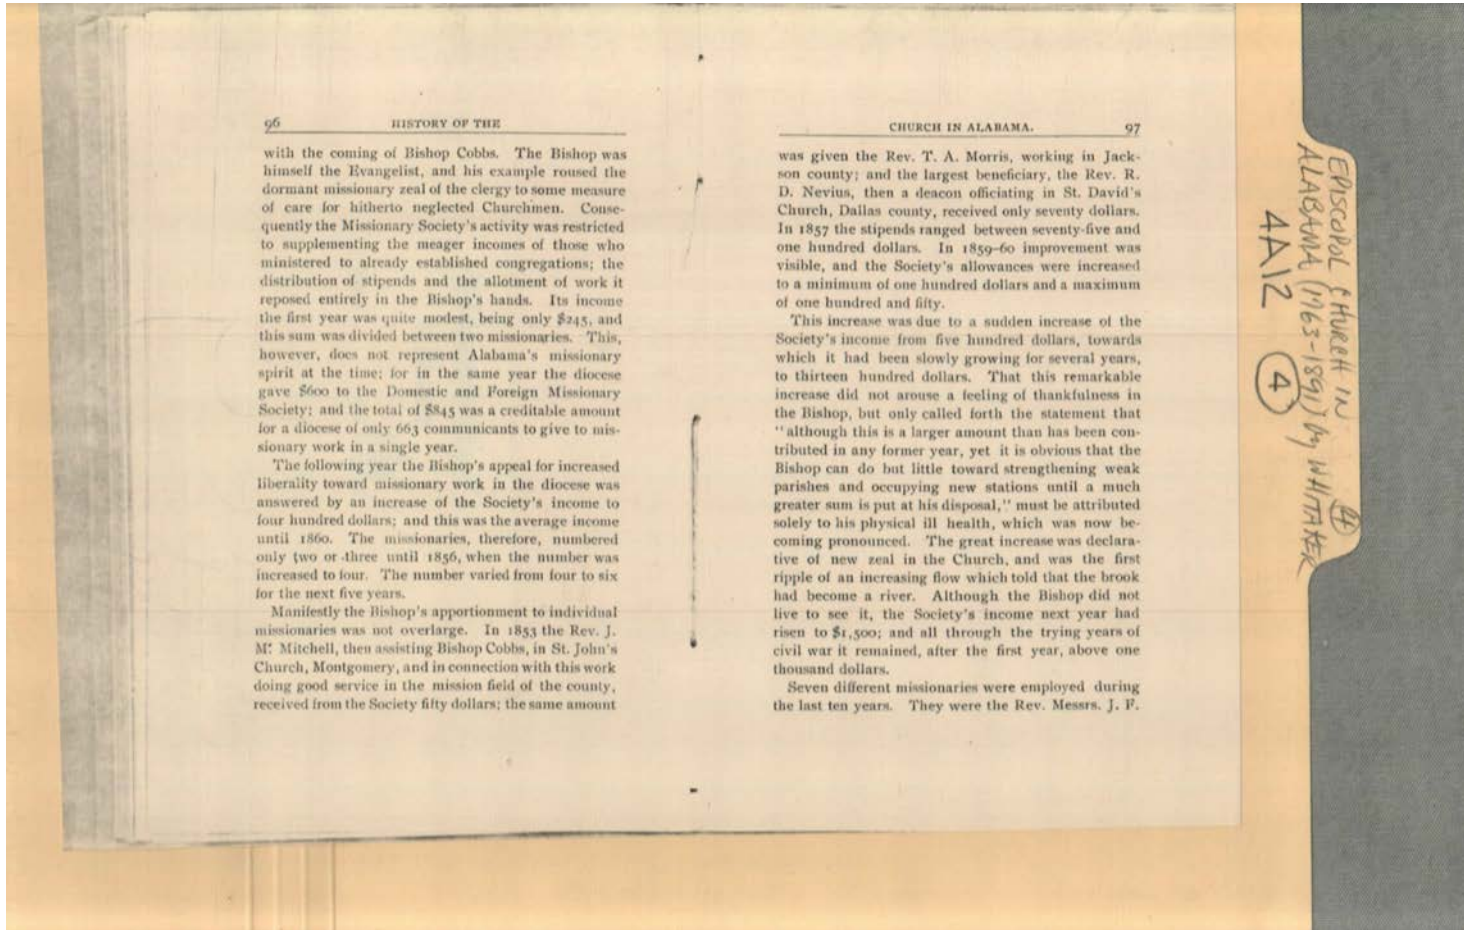 96
HISTORY OF THE
with the coming of Bishop Cobbs. The Bishop was
himself the Evangelist, and his example roused the
dormant missionary zeal of the clergy to some measure
of care for hitherto neglected Churchmen. Conse-
quently the Missionary Society's activity was restricted
to supplementing the meager incomes of those who
ministered to already established congregations; the
distribution of stipends and the allotment of work it
reposed entirely in the Bishop's hands. Its income
the first year was quite modest, being only $245, and
this sum was divided between two missionaries. This,
however, does not represent Alabama's missionary
spirit at the time; for in the same year the diocese
gave $600 to the Domestic and Foreign Missionary
Society; and the total of $845 was a creditable amount
for a diocese of only 663 communicants to give to mis-
sionary work in a single year.
The following year the Bishop's appeal for increased
liberality toward missionary work in the diocese was
answered by an increase of the Society's income to
four hundred dollars; and this was the average income
until 1860. The missionaries, therefore, numbered
only two or three until 1856, when the number was
increased to four. The number varied from four to six
for the next five years.
Manifestly the Bishop's apportionment to individual
missionaries was not overlarge. In 1853 the Rev. J.
M. Mitchell, then assisting Bishop Cobbs, in St. John's
Church, Montgomery, and in connection with this work
doing good service in the mission field of the county,
received from the Society fifty dollars; the same amount
CHURCH IN ALABAMA.
97
was given the Rev. T. A. Morris, working in Jack-
son county; and the largest beneficiary, the Rev. R.
D. Nevius, then a deacon officiating in St. David's
Church, Dallas county, received only seventy dollars.
In 1857 the stipends ranged between seventy-five and
one hundred dollars. In 1859–60 improvement was
visible, and the Society's allowances were increased
to a minimum of one hundred dollars and a maximum
of one hundred and fifty.
This increase was due to a sudden increase of the
Society's income from five hundred dollars, towards
which it had been slowly growing for several years,
to thirteen hundred dollars. That this remarkable
increase did not arouse a feeling of thankfulness in
the Bishop, but only called forth the statement that
"although this is a larger amount than has been con-
tributed in any former year, yet it is obvious that the
Bishop can do but little toward strengthening weak
parishes and occupying new stations until a much
greater sum is put at his disposal," must be attributed
solely to his physical ill health, which was now be-
coming pronounced. The great increase was declara-
tive of new zeal in the Church, and was the first
ripple of an increasing flow which told that the brook
had become a river. Although the Bishop did not
live to see it, the Society's income next year had
risen to $1,500; and all through the trying years of
civil war it remained, after the first year, above one
thousand dollars.
Seven different missionaries were employed during
the last ten years. They were the Rev. Messrs. J. F.
EPISCOPOL CHURCH IN
ALABAMA (1763-1891) by WHITAKER
4A12
4